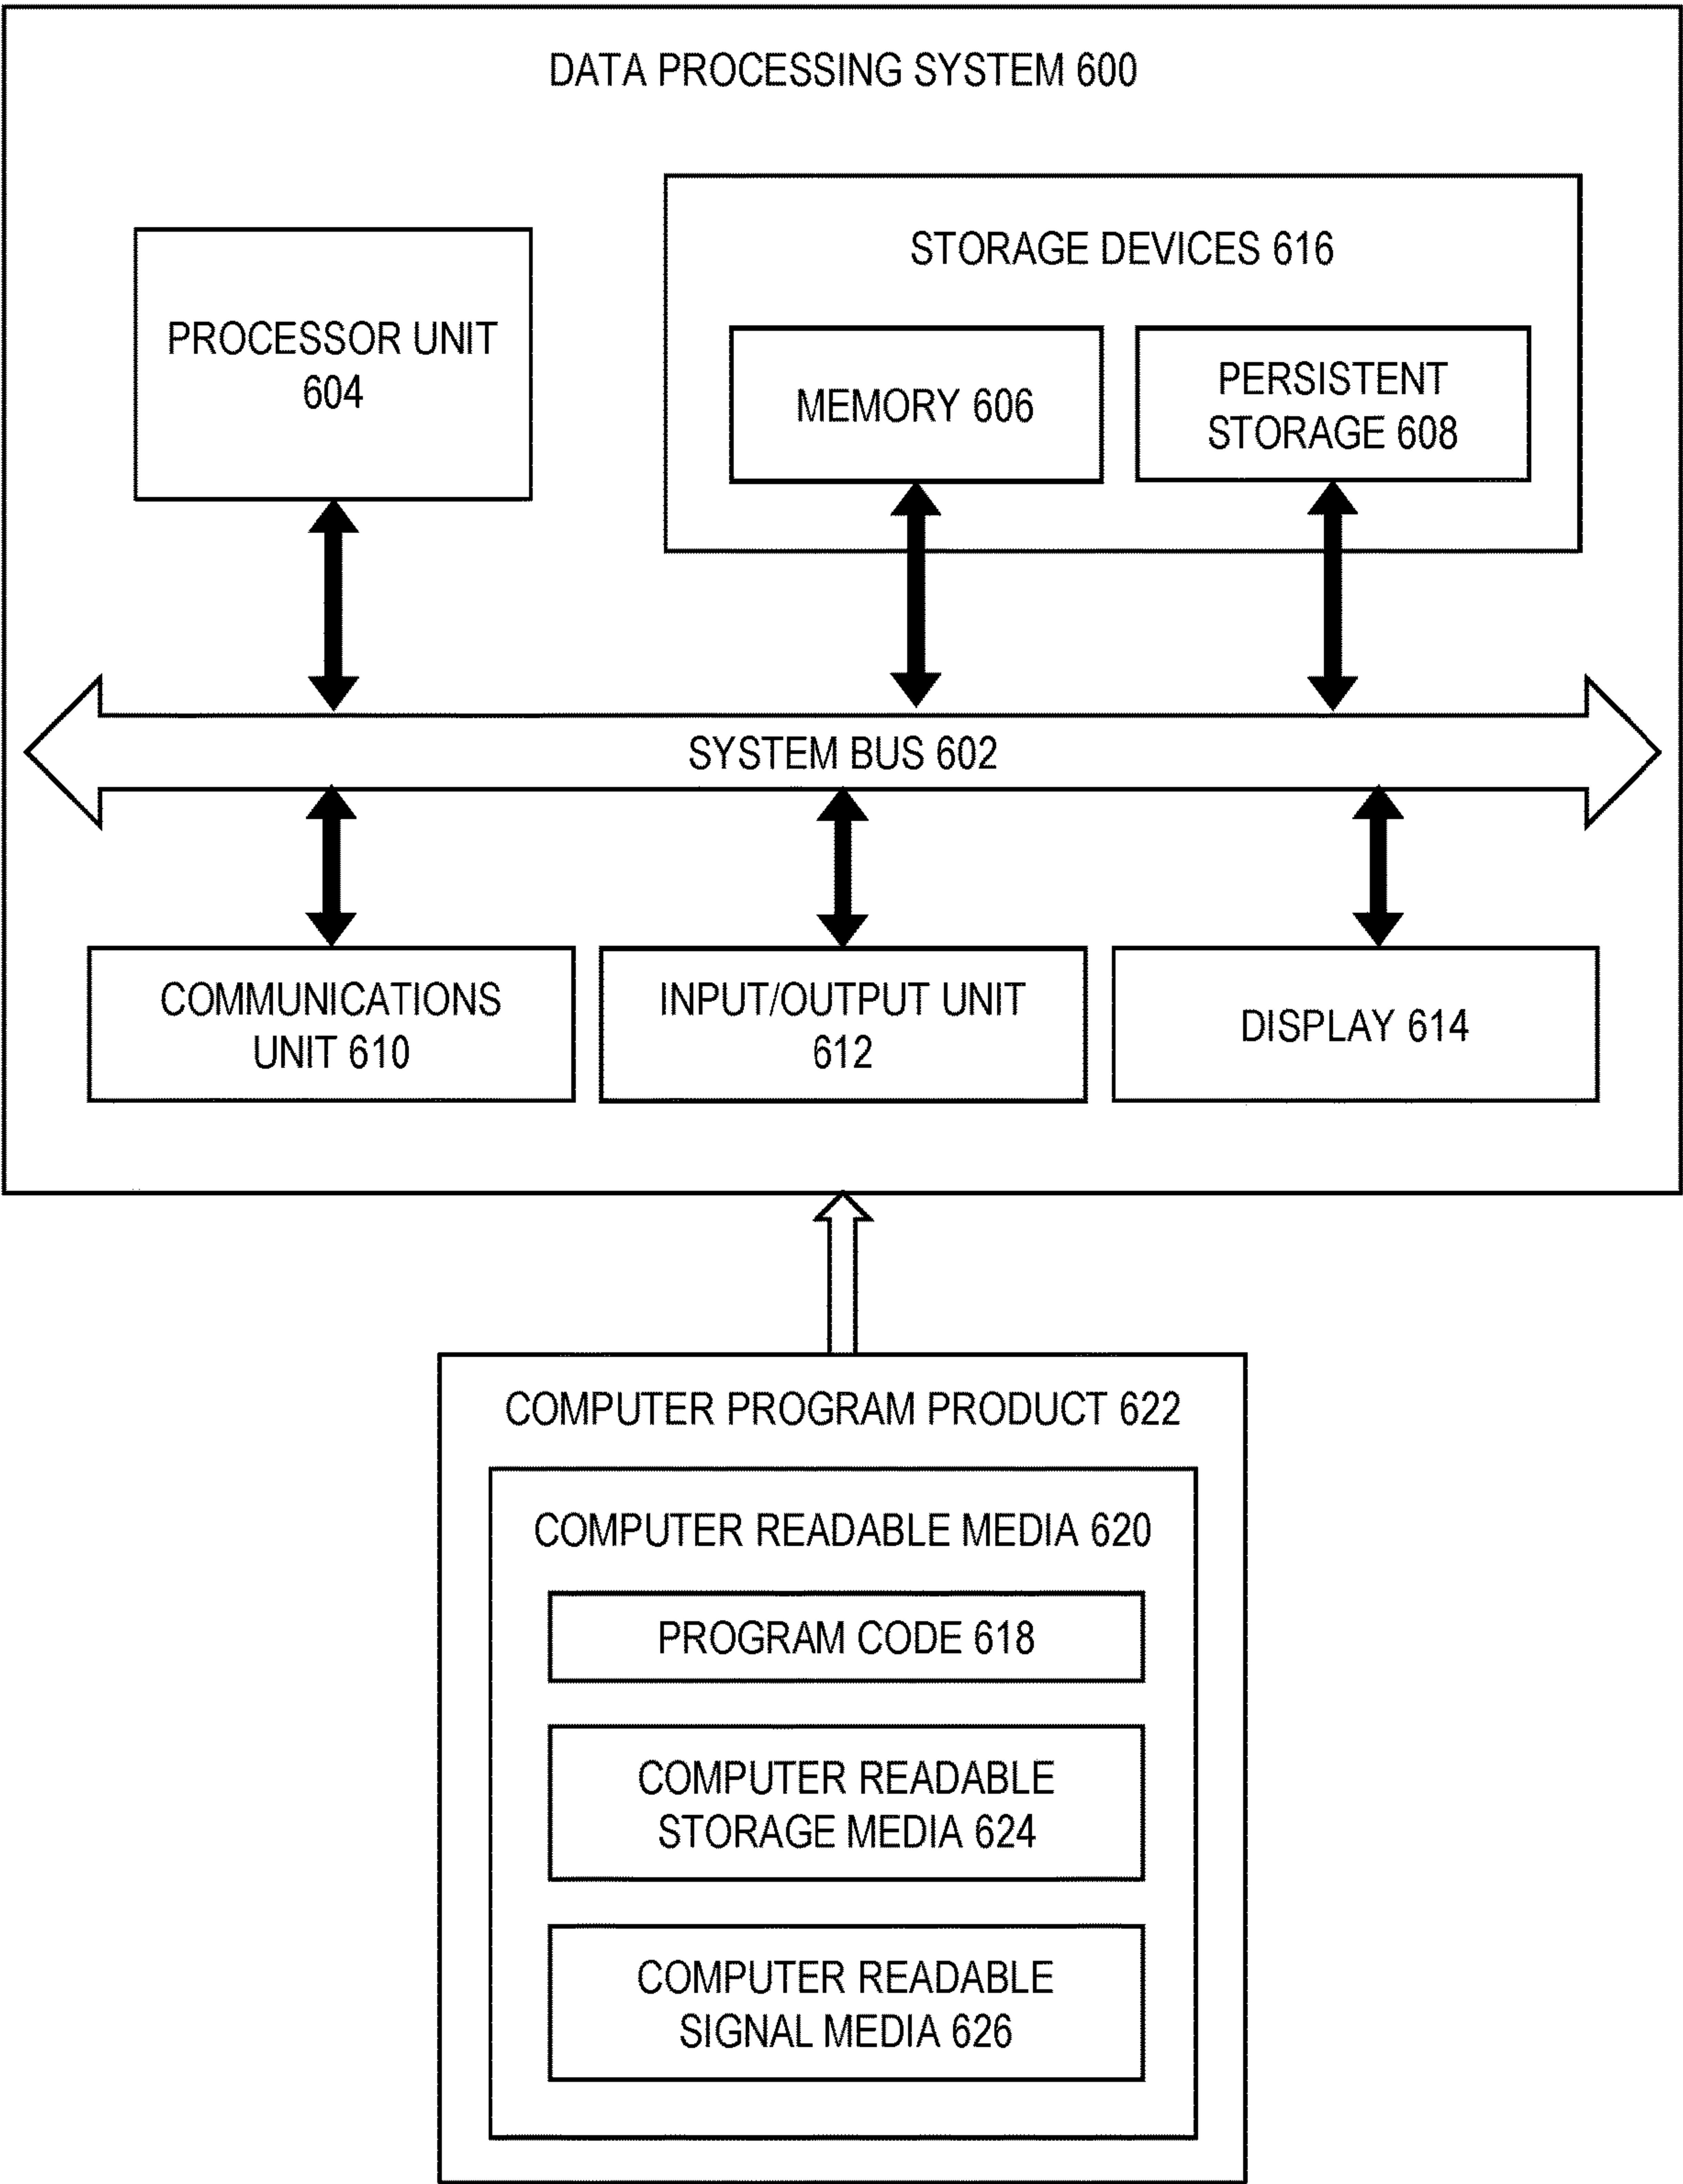 DATA PROCESSING SYSTEM 600
STORAGE DEVICES 616
PROCESSOR UNIT
604
MEMORY 606
PERSISTENT
STORAGE 608
SYSTEM BUS 602
COMMUNICATIONS
UNIT 610
INPUT/OUTPUT UNIT
612
DISPLAY 614
COMPUTER PROGRAM PRODUCT 622
COMPUTER READABLE MEDIA 620
PROGRAM CODE 618
COMPUTER READABLE
STORAGE MEDIA 624
COMPUTER READABLE
SIGNAL MEDIA 626